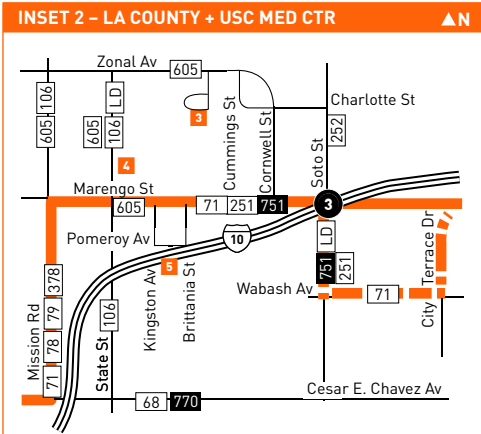 INSET 2 – LA COUNTY + USC MED CTR
▲N
Zonal Av
605
106
605
LD
106
605
3
Cummings St
Cornwell St
Charlotte St
Soto St
252
4
Marengo St
605
71 251 751
3
Pomeroy Av
10
5
Kingston Av
Brittania St
LD
751
251
Wabash Av
71
City Terrace Dr
378
79
78
71
Mission Rd
106
State St
Cesar E. Chavez Av
68 770